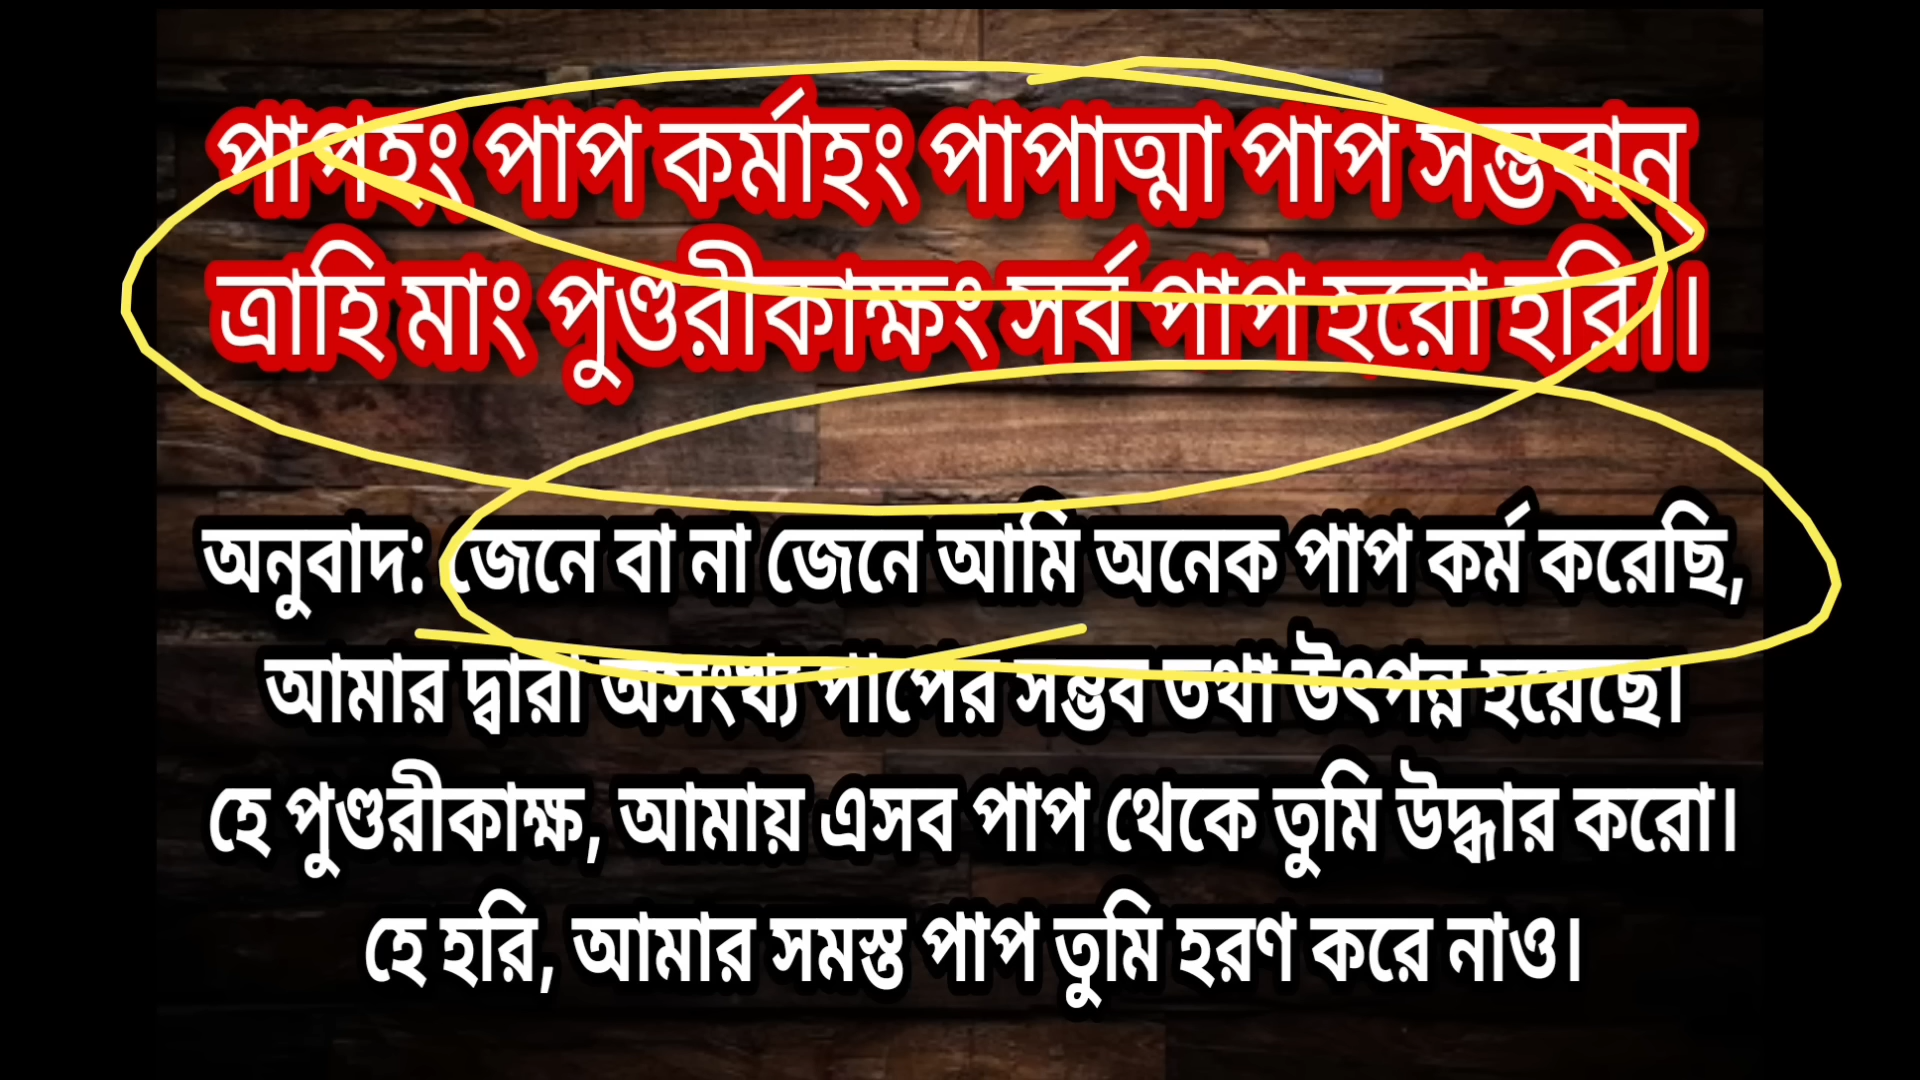 পাপহং পাপ কর্মাহং পাপাত্মা পাপ সম্ভবান্
ত্রাহি মাং পুণ্ডরীকাক্ষং সর্ব পাপ হরো হরি।।
অনুবাদ: জেনে বা না জেনে আমি অনেক পাপ কর্ম করেছি,
আমার দ্বারা অসংখ্য পাপের সম্ভব তথা উৎপন্ন হয়েছে।
হে পুণ্ডরীকাক্ষ, আমায় এসব পাপ থেকে তুমি উদ্ধার করো।
হে হরি, আমার সমস্ত পাপ তুমি হরণ করে নাও।